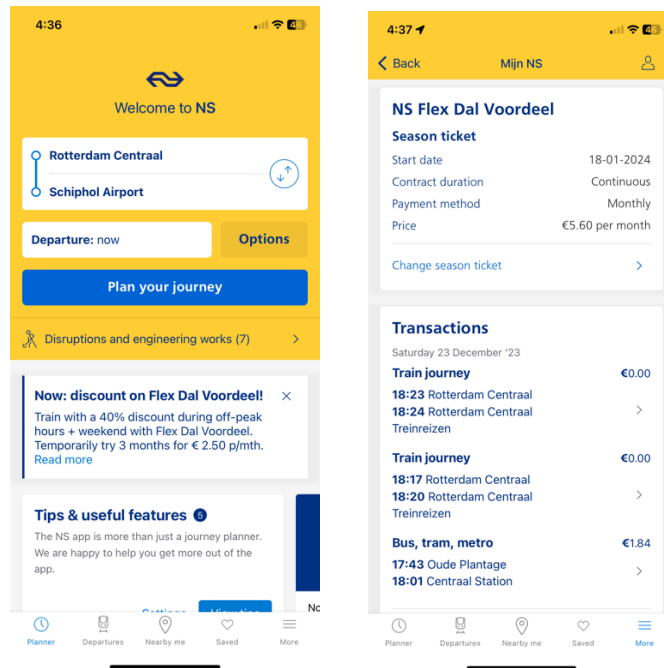 4:36
46
Welcome to NS
Rotterdam Centraal
Schiphol Airport
Departure: now
Options
Plan your journey
Disruptions and engineering works (7)
Now: discount on Flex Dal Voordeel!
Train with a 40% discount during off-peak
hours + weekend with Flex Dal Voordeel.
Temporarily try 3 months for € 2.50 p/mth.
Read more
Tips & useful features 5
The NS app is more than just a journey planner.
We are happy to help you get more out of the
app.
Settings
No
Planner
Departures
Nearby me
Saved
More
4:37
Back
Mijn NS
NS Flex Dal Voordeel
Season ticket
Start date 18-01-2024
Contract duration Continuous
Payment method Monthly
Price €5.60 per month
Change season ticket
Transactions
Saturday 23 December '23
Train journey €0.00
18:23 Rotterdam Centraal
18:24 Rotterdam Centraal
Treinreizen
Train journey €0.00
18:17 Rotterdam Centraal
18:20 Rotterdam Centraal
Treinreizen
Bus, tram, metro €1.84
17:43 Oude Plantage
18:01 Centraal Station
Planner
Departures
Nearby me
Saved
More